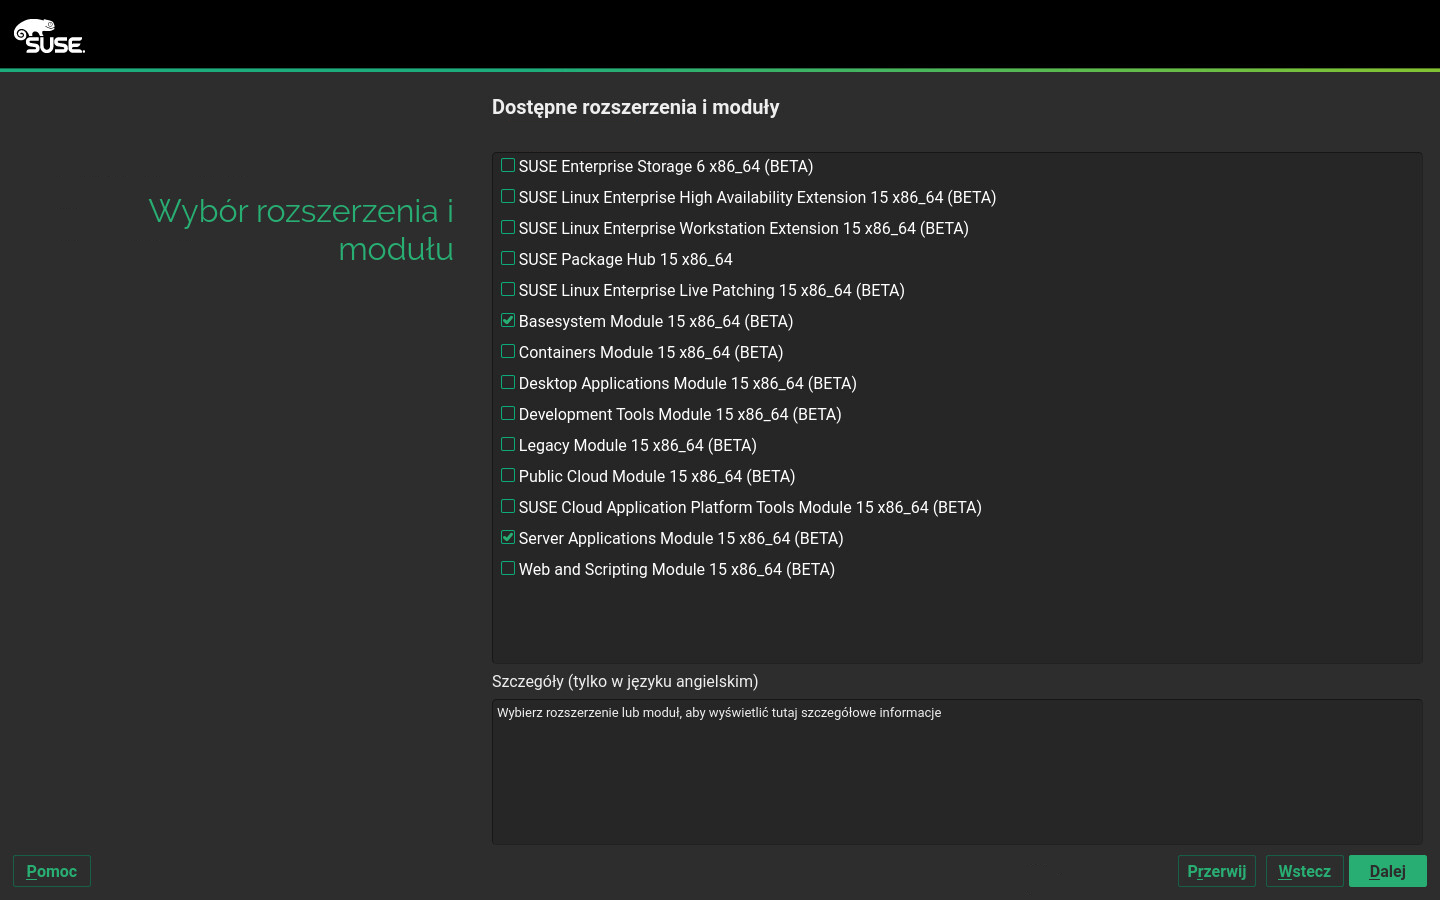 SUSE.
Dostępne rozszerzenia i moduły
Wybór rozszerzenia i
modułu
SUSE Enterprise Storage 6 x86_64 (BETA)
SUSE Linux Enterprise High Availability Extension 15 x86_64 (BETA)
SUSE Linux Enterprise Workstation Extension 15 x86_64 (BETA)
SUSE Package Hub 15 x86_64
SUSE Linux Enterprise Live Patching 15 x86_64 (BETA)
Basesystem Module 15 x86_64 (BETA)
Containers Module 15 x86_64 (BETA)
Desktop Applications Module 15 x86_64 (BETA)
Development Tools Module 15 x86_64 (BETA)
Legacy Module 15 x86_64 (BETA)
Public Cloud Module 15 x86_64 (BETA)
SUSE Cloud Application Platform Tools Module 15 x86_64 (BETA)
Server Applications Module 15 x86_64 (BETA)
Web and Scripting Module 15 x86_64 (BETA)
Szczegóły (tylko w języku angielskim)
Wybierz rozszerzenie lub moduł, aby wyświetlić tutaj szczegółowe informacje
Pomoc
Przerwij
Wstecz
Dalej